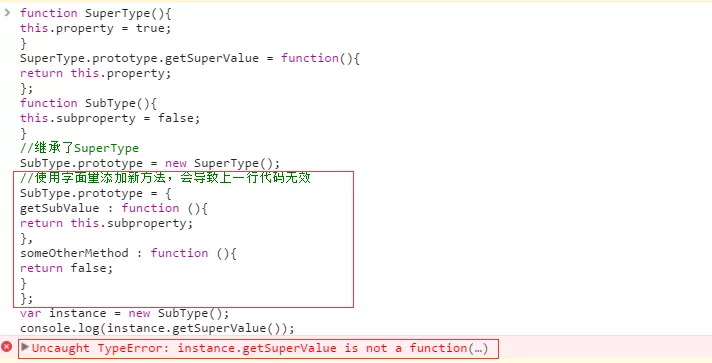 function SuperType(){
this.property = true;
}
SuperType.prototype.getSuperValue = function(){
return this.property;
};
function SubType(){
this.subproperty = false;
}
//继承了SuperType
SubType.prototype = new SuperType();
//使用字面量添加新方法，会导致上一行代码无效
SubType.prototype = {
getSubValue : function (){
return this.subproperty;
},
someOtherMethod : function (){
return false;
}
};
var instance = new SubType();
console.log(instance.getSuperValue());
Uncaught TypeError: instance.getSuperValue is not a function(…)